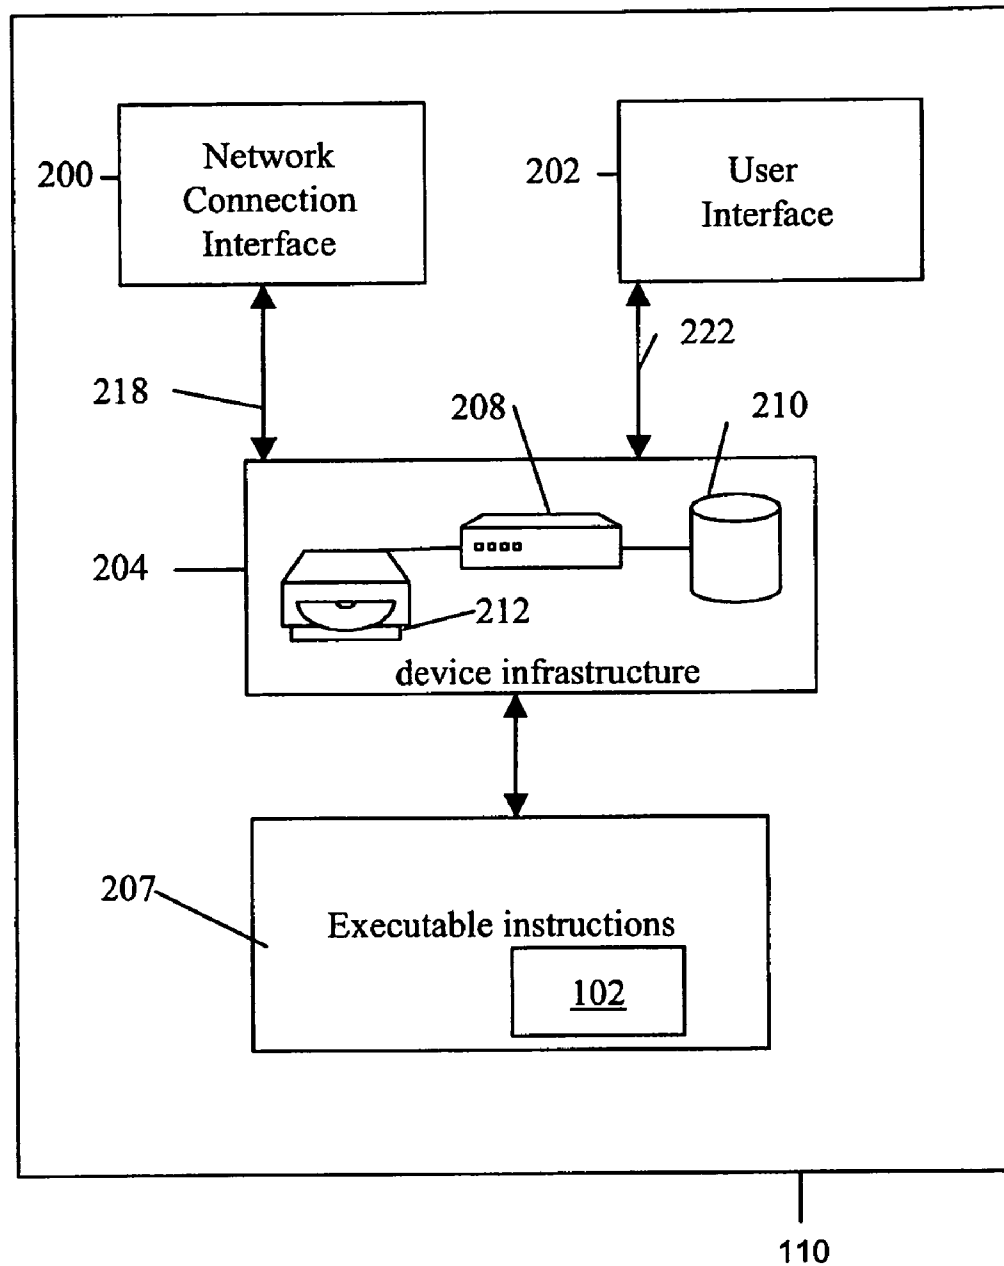 200
Network
Connection
Interface
202
User
Interface
218
222
208
210
204
212
device infrastructure
207
Executable instructions
102
110